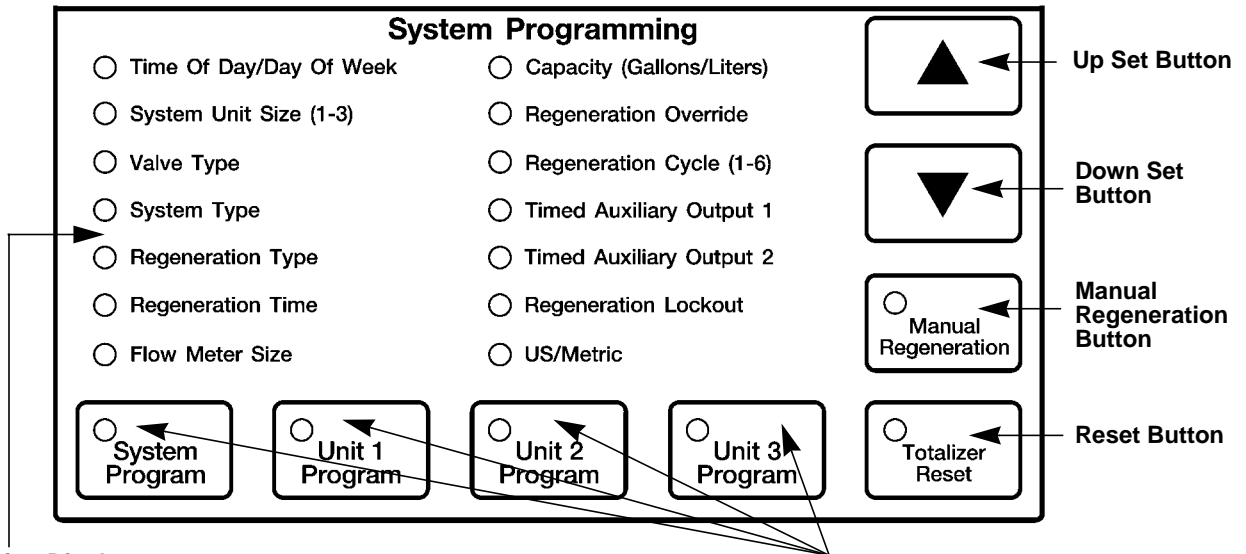 System Programming
Time Of Day/Day Of Week
System Unit Size (1-3)
Valve Type
System Type
Regeneration Type
Regeneration Time
Flow Meter Size
Capacity (Gallons/Liters)
Regeneration Override
Regeneration Cycle (1-6)
Timed Auxiliary Output 1
Timed Auxiliary Output 2
Regeneration Lockout
US/Metric
Manual
Regeneration
System
Program
Unit 1
Program
Unit 2
Program
Unit 3
Program
Totalizer
Reset
Up Set Button
Down Set
Button
Manual
Regeneration
Button
Reset Button